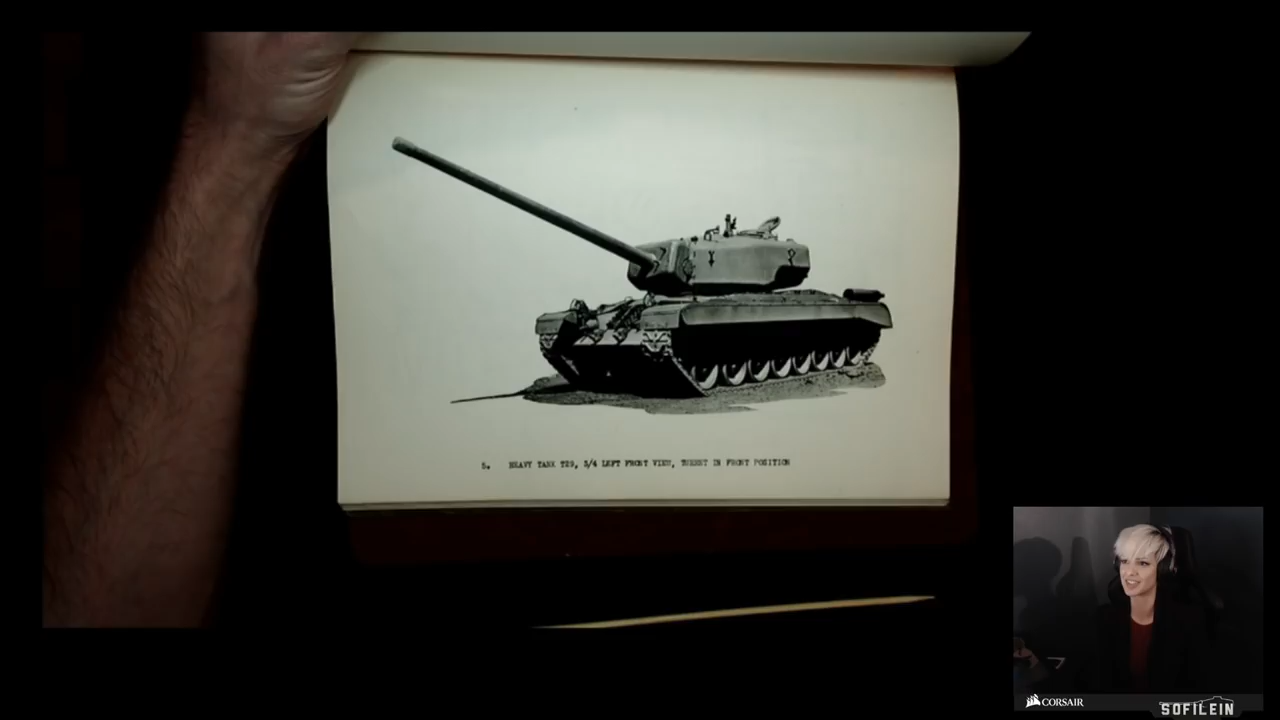 5. HEAVY TANK T29, 3/4 LEFT FRONT VIEW, TURRET IN FRONT POSITION
CORSAIR
SOFILEIN